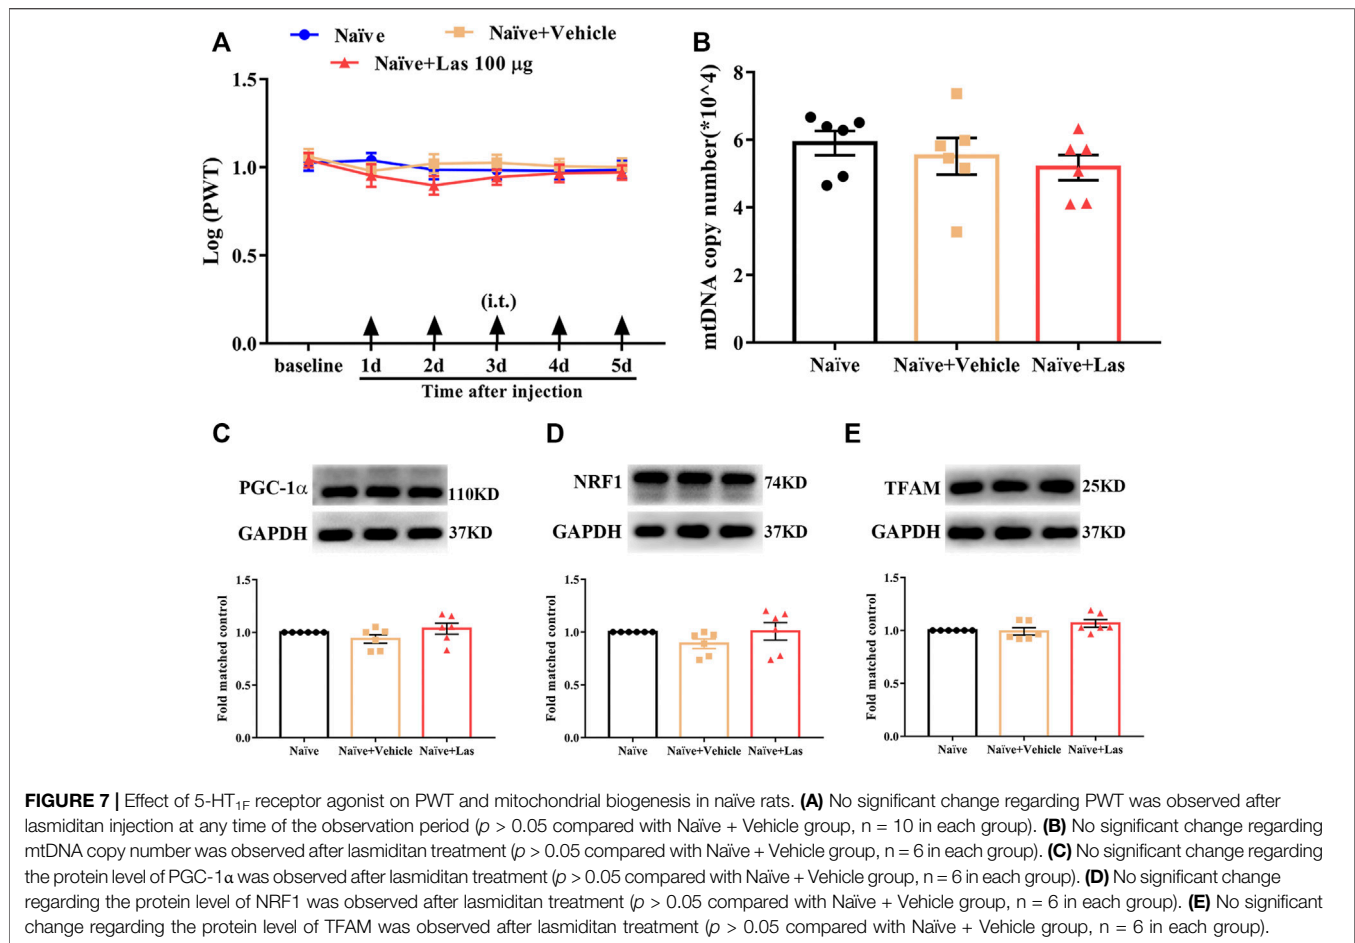 A
Naïve
Naïve+Vehicle
Naïve+Las 100 μg
Log (PWT)
1.5
1.0
0.5
0.0
(i.t.)
baseline 1d 2d 3d 4d 5d
Time after injection
B
mtDNA copy number(*10^4)
8
6
4
2
0
Naïve Naïve+Vehicle Naïve+Las
C
PGC-1α 110KD
GAPDH 37KD
Fold matched control
1.5
1.0
0.5
0.0
Naïve Naïve+Vehicle Naïve+Las
D
NRF1 74KD
GAPDH 37KD
Fold matched control
1.5
1.0
0.5
0.0
Naïve Naïve+Vehicle Naïve+Las
E
TFAM 25KD
GAPDH 37KD
Fold matched control
1.5
1.0
0.5
0.0
Naïve Naïve+Vehicle Naïve+Las
FIGURE 7 | Effect of 5-HT1F receptor agonist on PWT and mitochondrial biogenesis in naïve rats. (A) No significant change regarding PWT was observed after
lasmiditan injection at any time of the observation period (p > 0.05 compared with Naïve + Vehicle group, n = 10 in each group). (B) No significant change regarding
mtDNA copy number was observed after lasmiditan treatment (p > 0.05 compared with Naïve + Vehicle group, n = 6 in each group). (C) No significant change regarding
the protein level of PGC-1α was observed after lasmiditan treatment (p > 0.05 compared with Naïve + Vehicle group, n = 6 in each group). (D) No significant change
regarding the protein level of NRF1 was observed after lasmiditan treatment (p > 0.05 compared with Naïve + Vehicle group, n = 6 in each group). (E) No significant
change regarding the protein level of TFAM was observed after lasmiditan treatment (p > 0.05 compared with Naïve + Vehicle group, n = 6 in each group).